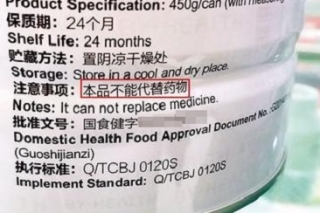 Product Specification: 450g/can (with measuring
保质期：24个月
Shelf Life: 24 months
贮藏方法：置阴凉干燥处
Storage: Store in a cool and dry place.
注意事项：本品不能代替药物
Notes: It can not replace medicine.
批准文号：国食健字
Domestic Health Food Approval Document No.
(Guoshijianzi)
执行标准：Q/TCBJ 0120S
Implement Standard: Q/TCBJ 0120S